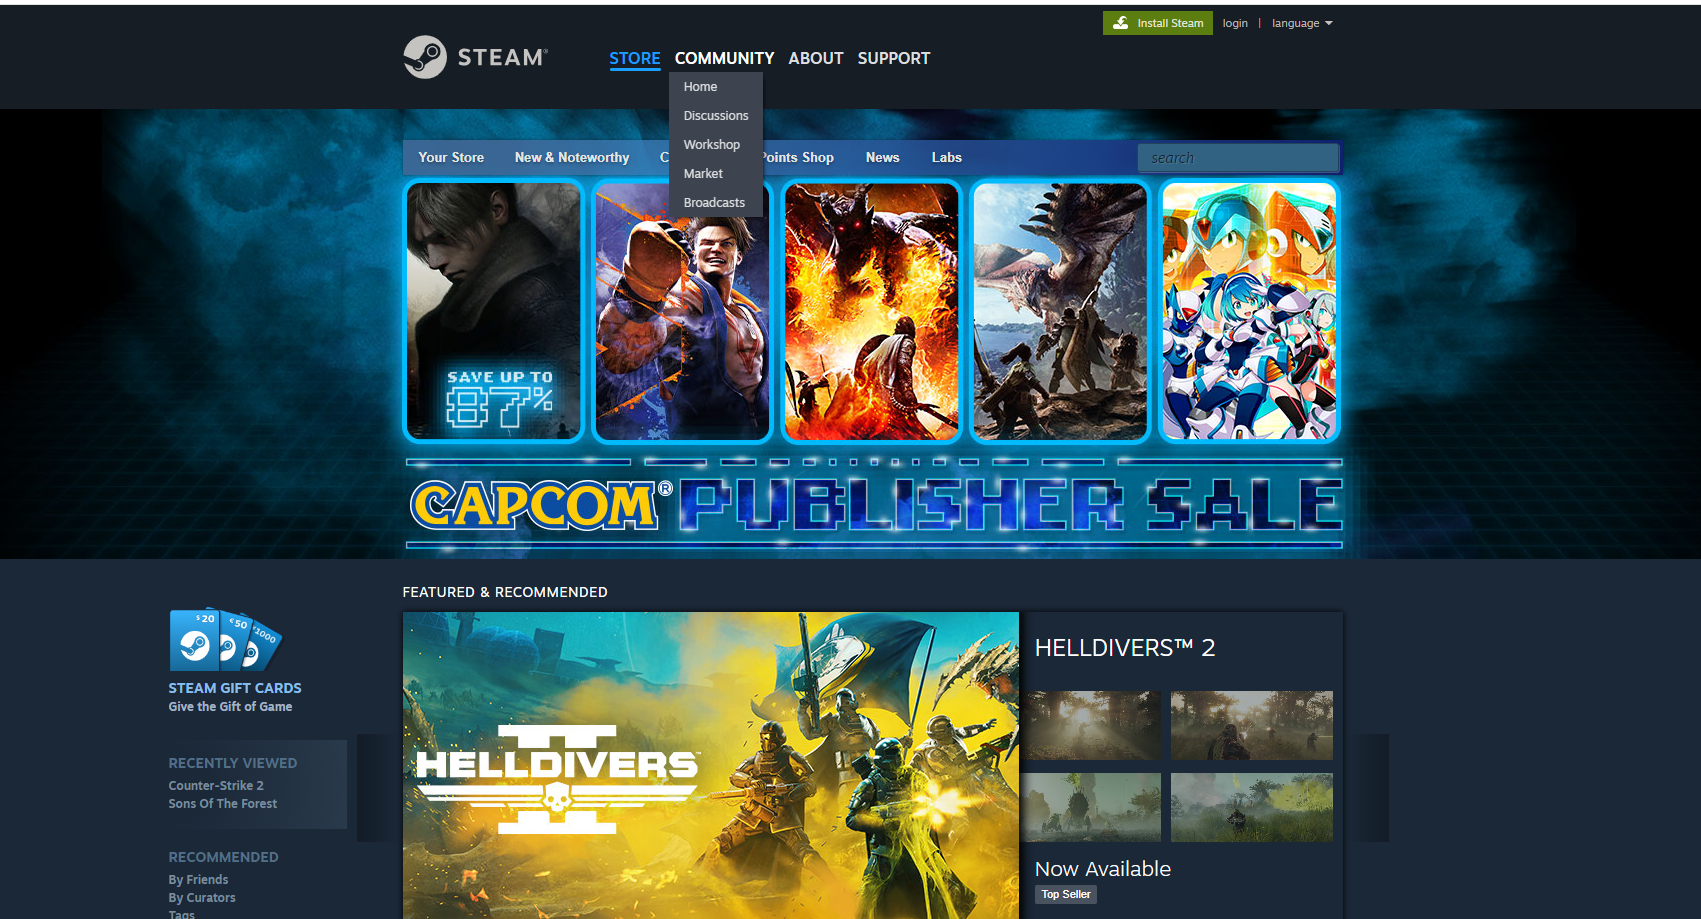 Install Steam login | language
STEAM®
STORE COMMUNITY ABOUT SUPPORT
Home
Discussions
Workshop
Market
Broadcasts
Your Store New & Noteworthy C Points Shop News Labs search
SAVE UP TO
87%
CAPCOM® PUBLISHER SALE
FEATURED & RECOMMENDED
$20 €50 ¥1000
STEAM GIFT CARDS
Give the Gift of Game
RECENTLY VIEWED
Counter-Strike 2
Sons Of The Forest
RECOMMENDED
By Friends
By Curators
Tags
HELLDIVERS™
II
HELLDIVERS™ 2
Now Available
Top Seller